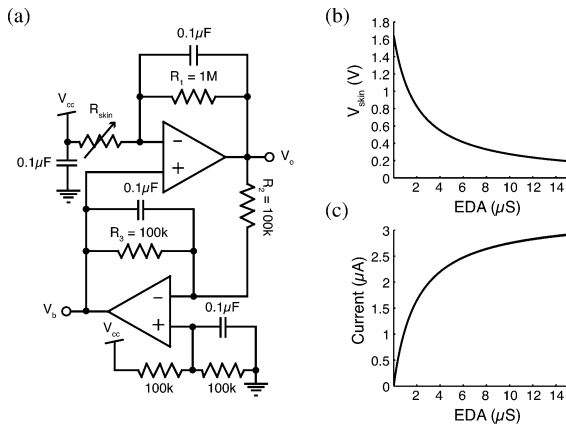 (a)
0.1µF
R1 = 1M
Vcc
Rskin
0.1µF
−
+
Vo
R2 = 100k
0.1µF
R3 = 100k
Vb
−
+
Vcc
0.1µF
100k
100k
(b)
Vskin (V)
1.8
1.6
1.4
1.2
1
0.8
0.6
0.4
0.2
2 4 6 8 10 12 14
EDA (µS)
(c)
Current (µA)
3
2.5
2
1.5
1
0.5
0
2 4 6 8 10 12 14
EDA (µS)